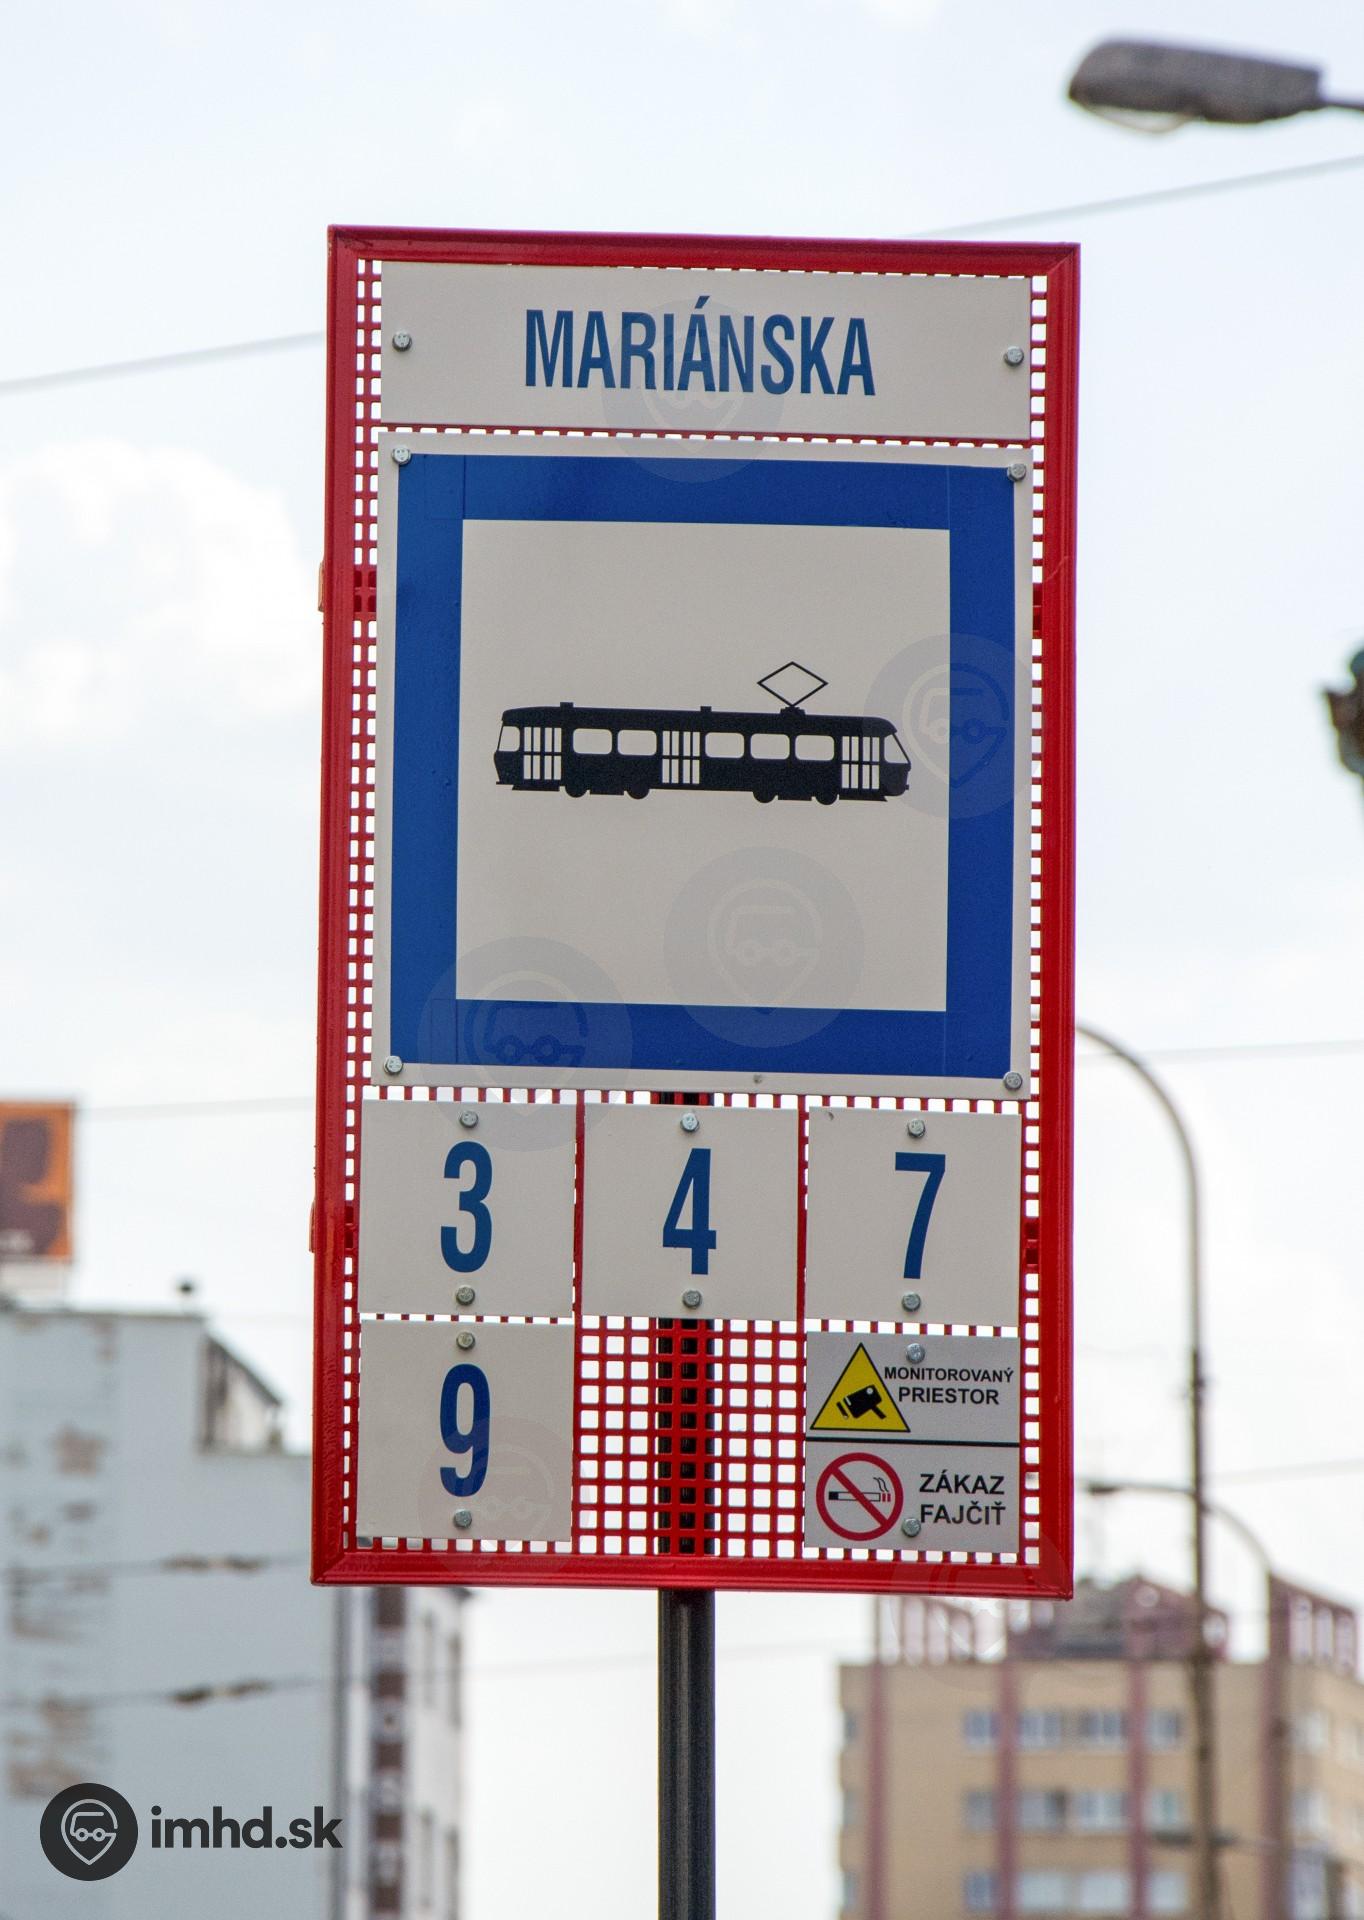 MARIÁNSKA
3 4 7
9
MONITOROVANÝ
PRIESTOR
ZÁKAZ
FAJČIŤ
imhd.sk